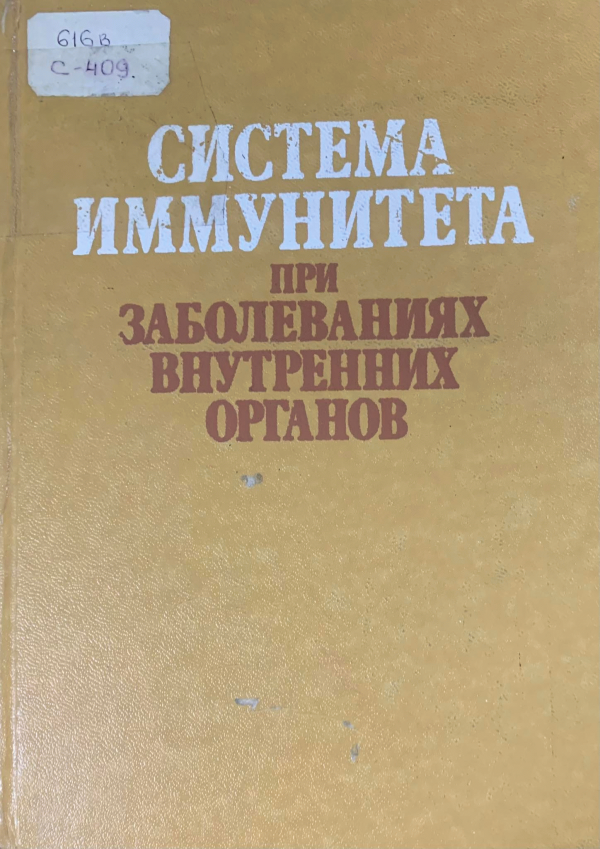 616в
С-409.
СИСТЕМА
ИММУНИТЕТА
ПРИ
ЗАБОЛЕВАНИЯХ
ВНУТРЕННИХ
ОРГАНОВ